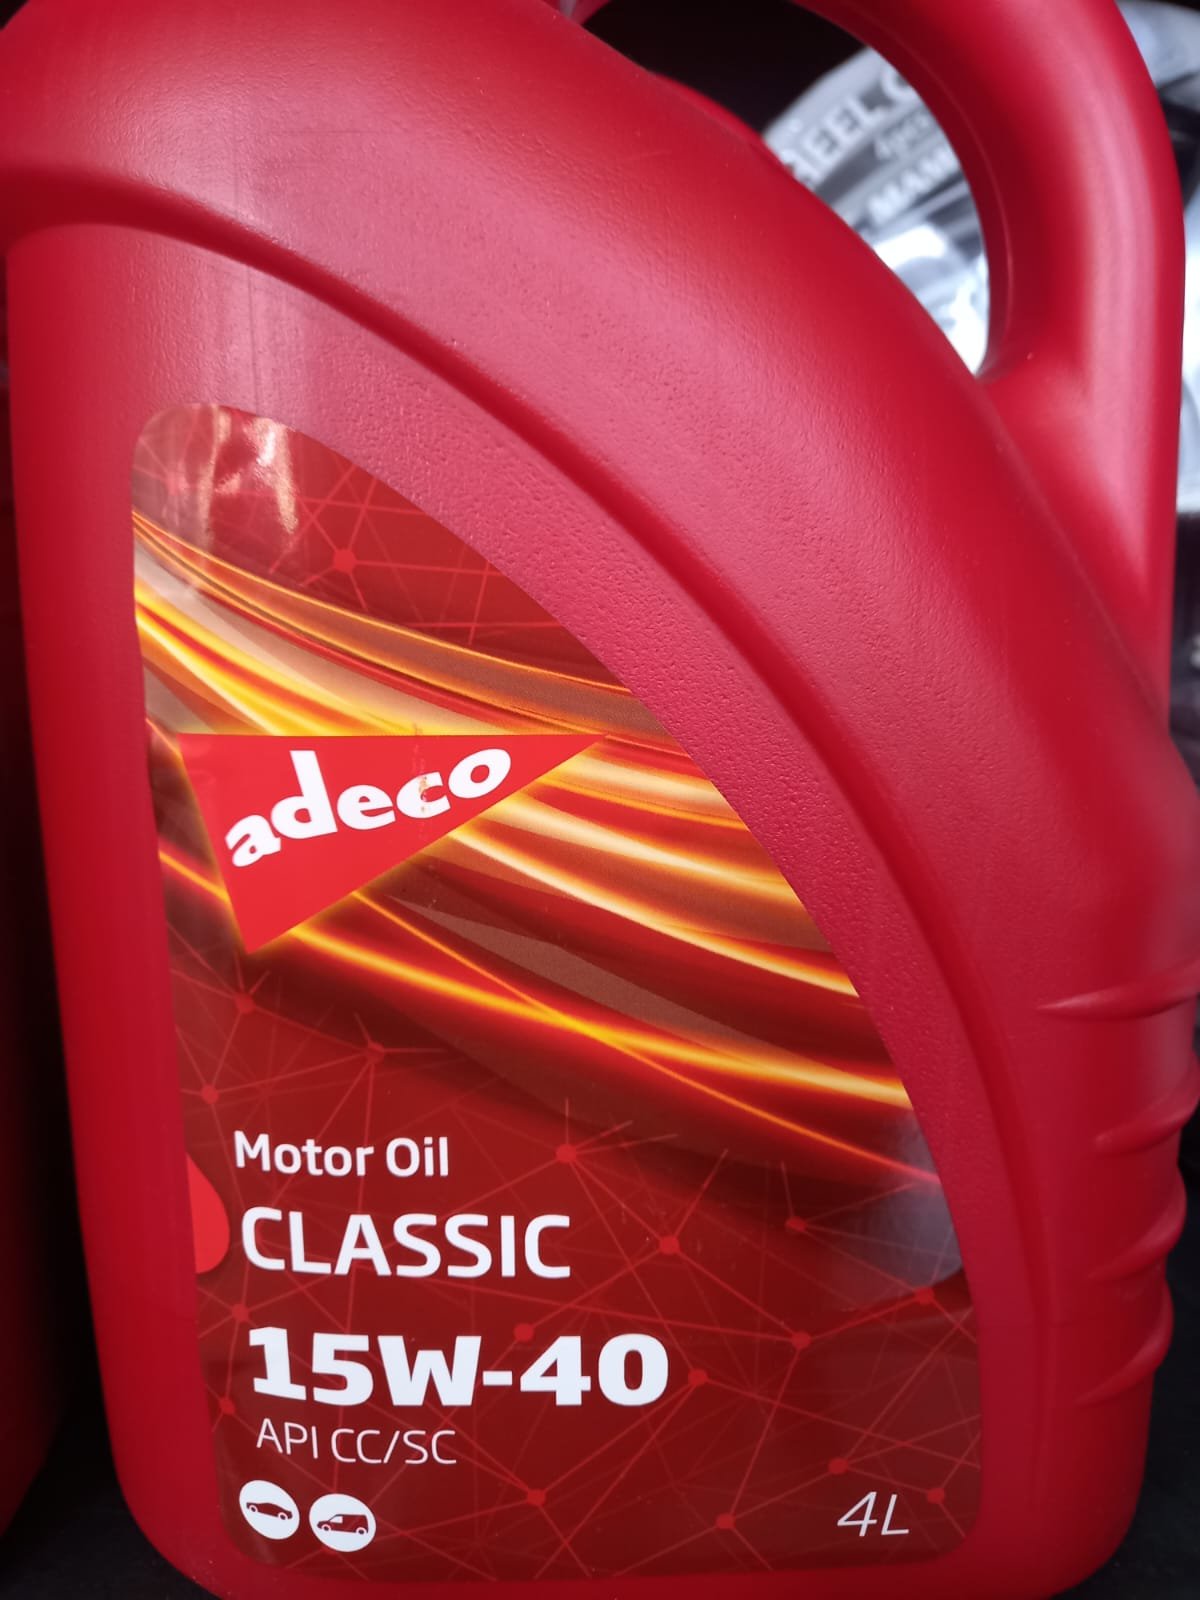 adeco
Motor Oil
CLASSIC
15W-40
API CC/SC
4L